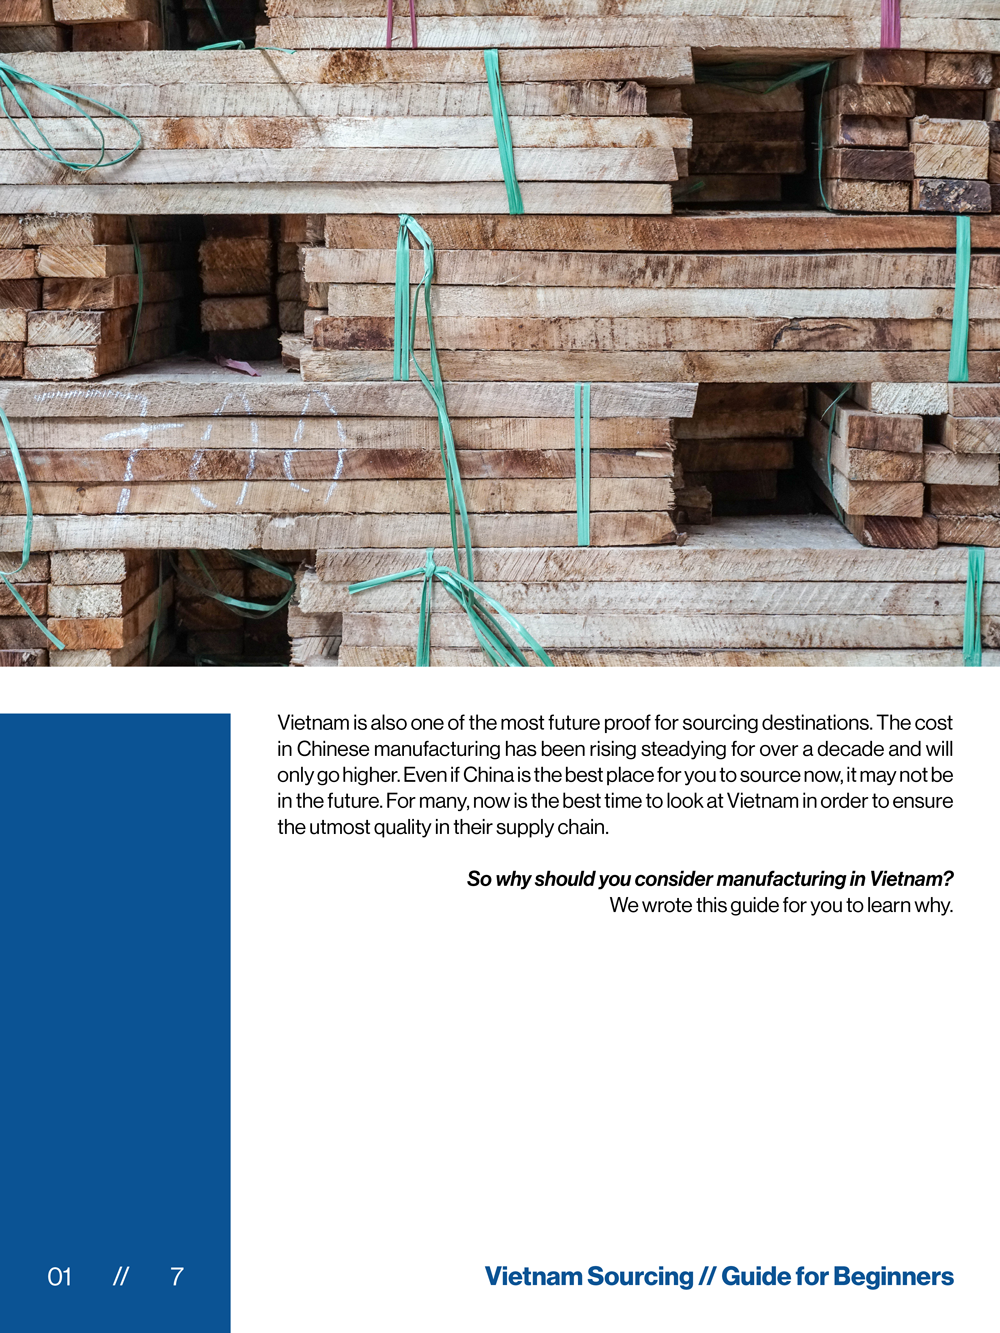 Vietnam is also one of the most future proof for sourcing destinations. The cost
in Chinese manufacturing has been rising steadying for over a decade and will
only go higher. Even if China is the best place for you to source now, it may not be
in the future. For many, now is the best time to look at Vietnam in order to ensure
the utmost quality in their supply chain.
So why should you consider manufacturing in Vietnam?
We wrote this guide for you to learn why.
01 // 7
Vietnam Sourcing // Guide for Beginners